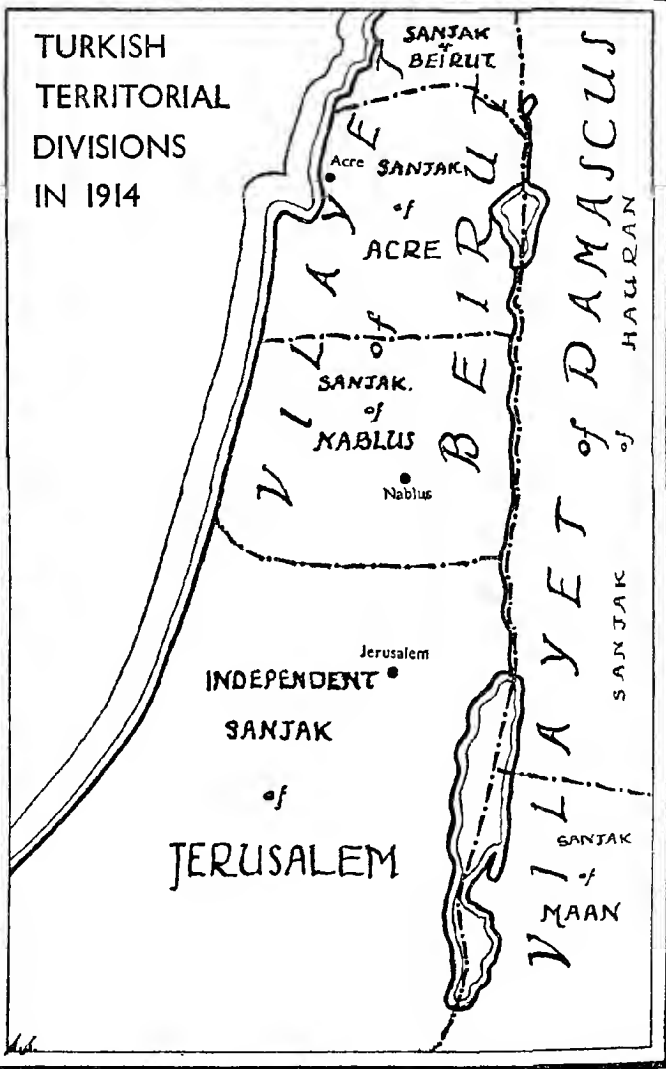 TURKISH
TERRITORIAL
DIVISIONS
IN 1914
SANJAK
of
BEIRUT
Acre
SANJAK
of
ACRE
VILAYET of BEIRUT
SANJAK.
of
NABLUS
Nablus
Jerusalem
INDEPENDENT
SANJAK
of
JERUSALEM
VILAYET of DAMASCUS
SANJAK of HAURAN
SANJAK
of
MAAN